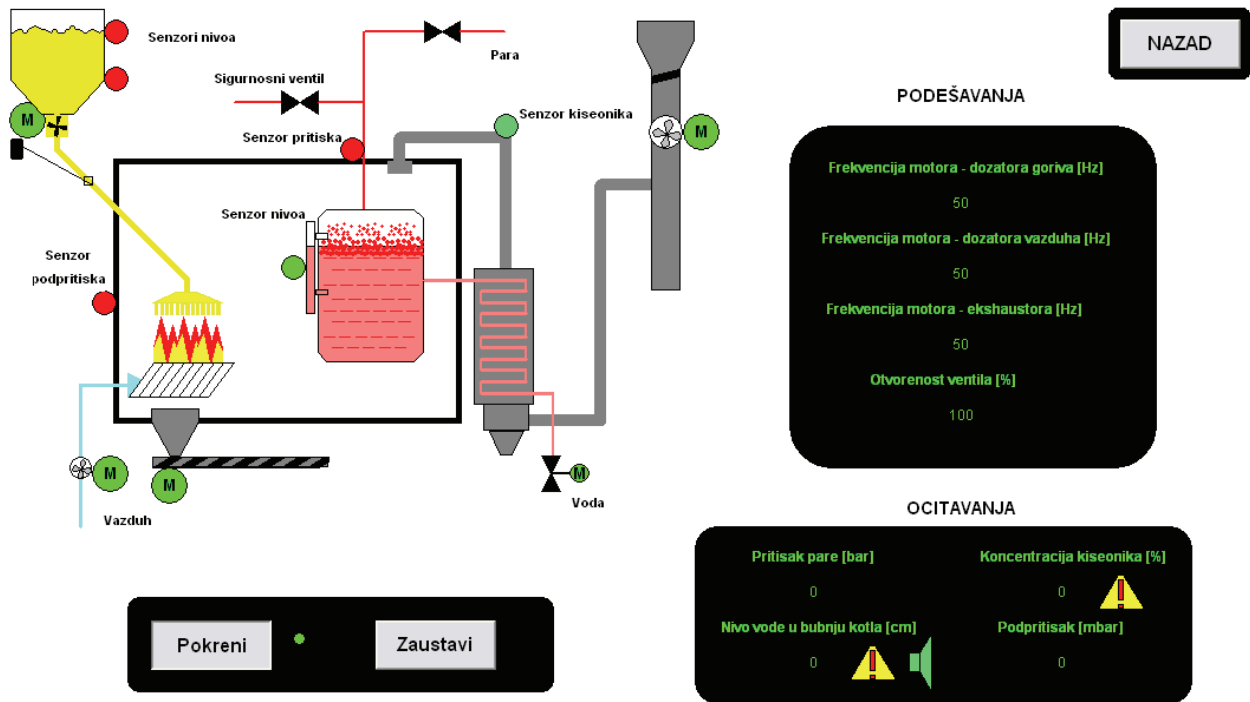 Senzori nivoa
Para
NAZAD
Sigurnosni ventil
PODEŠAVANJA
M
Senzor kiseonika
M
Senzor pritiska
Frekvencija motora - dozatora goriva [Hz]
50
Senzor nivoa
Frekvencija motora - dozatora vazduha [Hz]
Senzor
podpritiska
50
Frekvencija motora - ekshaustora [Hz]
50
Otvorenost ventila [%]
100
M
M
M
Voda
Vazduh
OCITAVANJA
Pritisak pare [bar]
Koncentracija kiseonika [%]
0
0
Nivo vode u bubnju kotla [cm]
Podpritisak [mbar]
0
0
Pokreni
Zaustavi